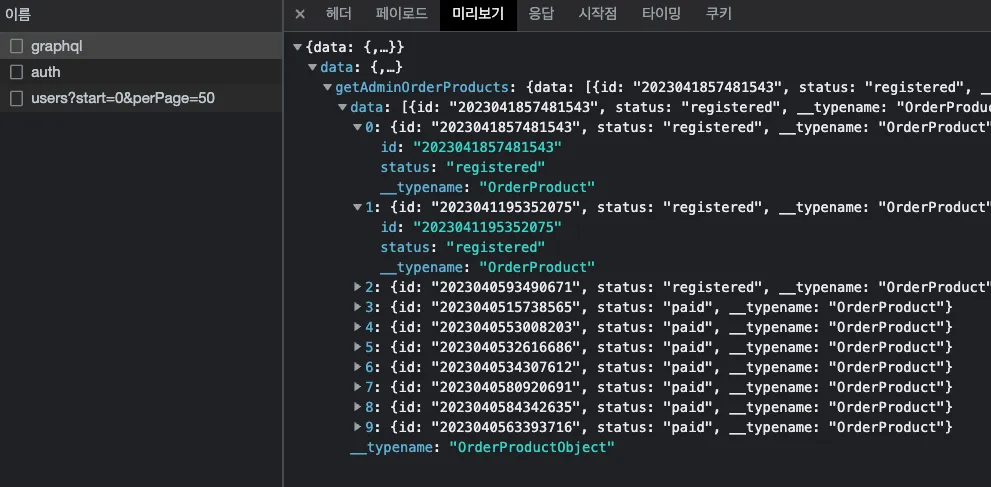 이름
graphql
auth
users?start=0&perPage=50
× 헤더 페이로드 미리보기 응답 시작점 타이밍 쿠키
▼{data: {,…}}
▼data: {,…}
▼getAdminOrderProducts: {data: [{id: "2023041857481543", status: "registered", _
▼data: [{id: "2023041857481543", status: "registered", __typename: "OrderProduc
▼0: {id: "2023041857481543", status: "registered", __typename: "OrderProduct"
id: "2023041857481543"
status: "registered"
__typename: "OrderProduct"
▼1: {id: "2023041195352075", status: "registered", __typename: "OrderProduct"
id: "2023041195352075"
status: "registered"
__typename: "OrderProduct"
▶2: {id: "2023040593490671", status: "registered", __typename: "OrderProduct"
▶3: {id: "2023040515738565", status: "paid", __typename: "OrderProduct"}
▶4: {id: "2023040553008203", status: "paid", __typename: "OrderProduct"}
▶5: {id: "2023040532616686", status: "paid", __typename: "OrderProduct"}
▶6: {id: "2023040534307612", status: "paid", __typename: "OrderProduct"}
▶7: {id: "2023040580920691", status: "paid", __typename: "OrderProduct"}
▶8: {id: "2023040584342635", status: "paid", __typename: "OrderProduct"}
▶9: {id: "2023040563393716", status: "paid", __typename: "OrderProduct"}
__typename: "OrderProductObject"